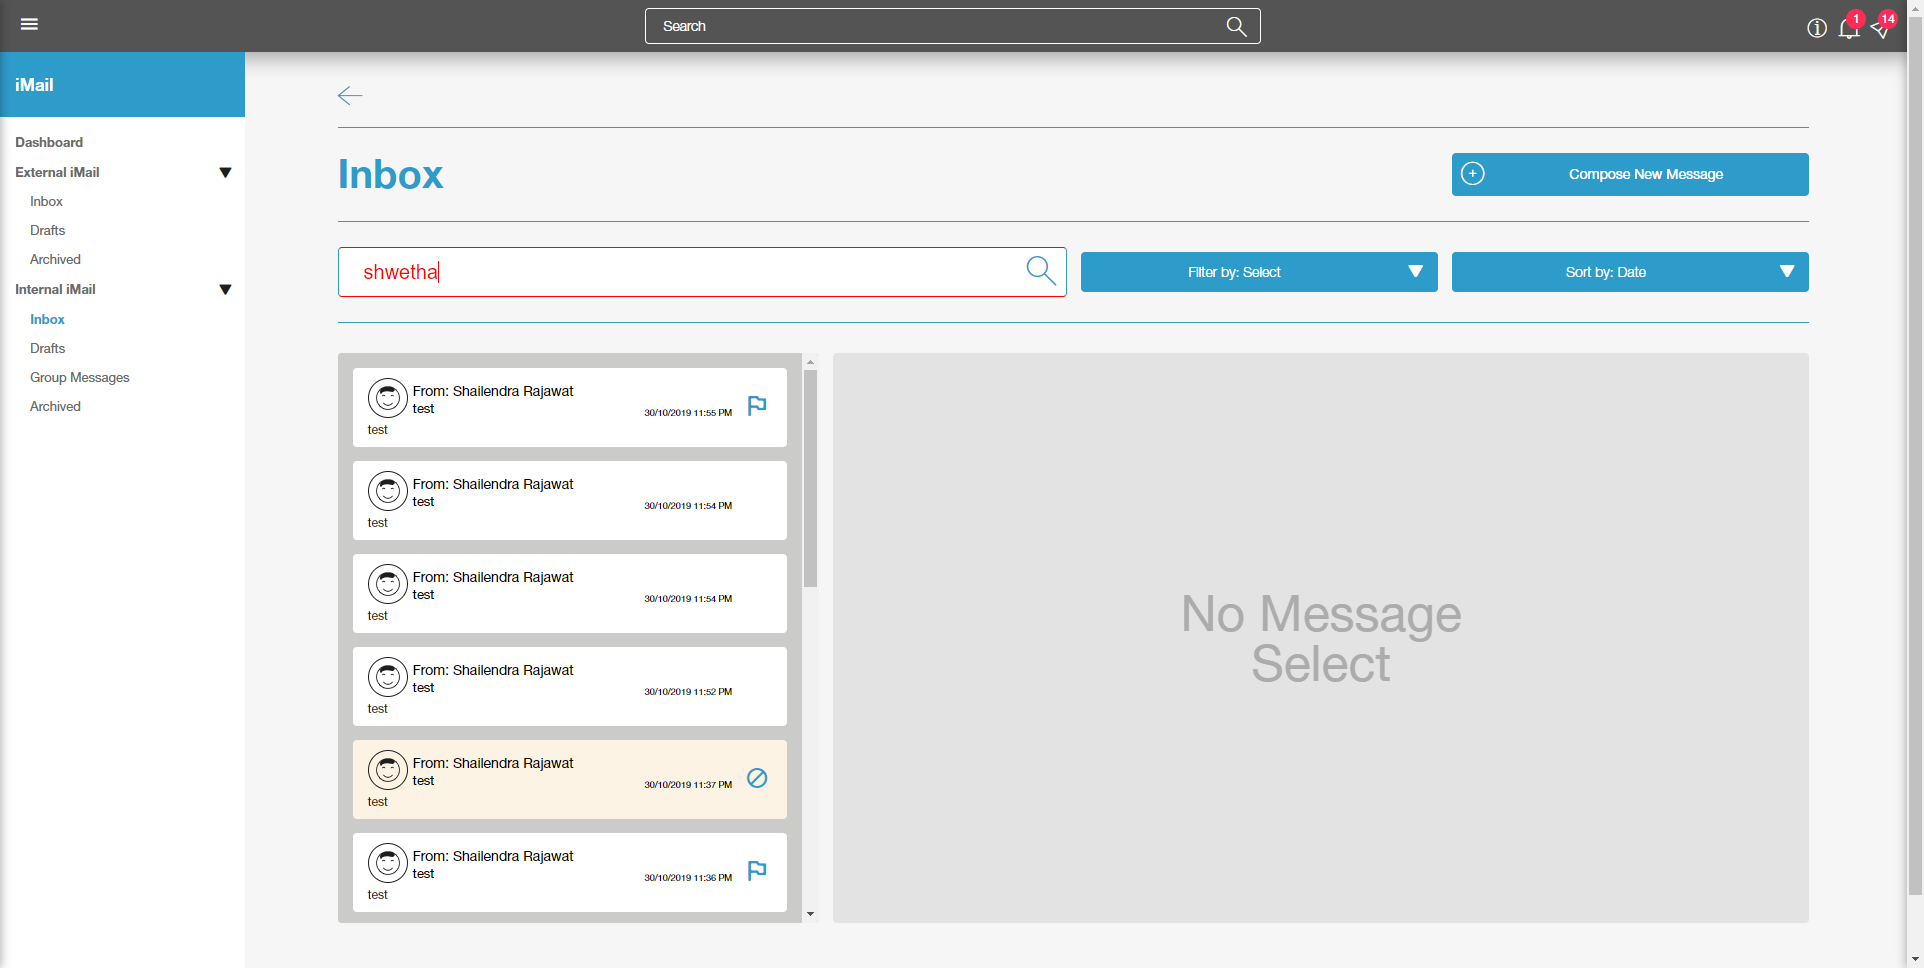 Search
1
14
iMail
Dashboard
External iMail
Inbox
Drafts
Archived
Internal iMail
Inbox
Drafts
Group Messages
Archived
Inbox
Compose New Message
shwetha
Filter by: Select
Sort by: Date
From: Shailendra Rajawat
test
30/10/2019 11:55 PM
test
From: Shailendra Rajawat
test
30/10/2019 11:54 PM
test
From: Shailendra Rajawat
test
30/10/2019 11:54 PM
test
From: Shailendra Rajawat
test
30/10/2019 11:52 PM
test
From: Shailendra Rajawat
test
30/10/2019 11:37 PM
test
From: Shailendra Rajawat
test
30/10/2019 11:36 PM
test
No Message
Select